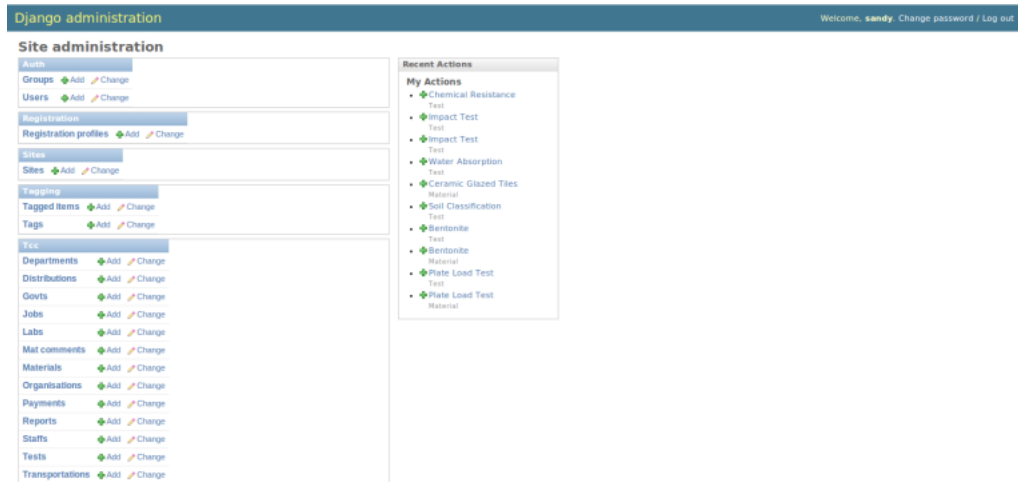 Django administration
Welcome, sandy. Change password / Log out
Site administration
Auth
Groups Add Change
Users Add Change
Registration
Registration profiles Add Change
Sites
Sites Add Change
Tagging
Tagged Items Add Change
Tags Add Change
Tcc
Departments Add Change
Distributions Add Change
Govts Add Change
Jobs Add Change
Labs Add Change
Mat comments Add Change
Materials Add Change
Organisations Add Change
Payments Add Change
Reports Add Change
Staffs Add Change
Tests Add Change
Transportations Add Change
Recent Actions
My Actions
Chemical Resistance
Test
Impact Test
Test
Impact Test
Test
Water Absorption
Test
Ceramic Glazed Tiles
Material
Soil Classification
Test
Bentonite
Test
Bentonite
Material
Plate Load Test
Test
Plate Load Test
Material